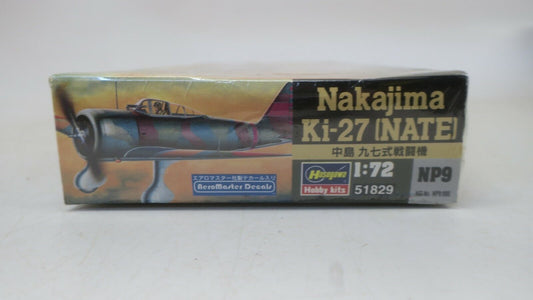 Nakajima
Ki-27 (NATE)
中島 九七式戦闘機
Hasegawa
Hobby kits
1:72
51829
NP9
エアロマスター社製デカール入り
AeroMaster Decals